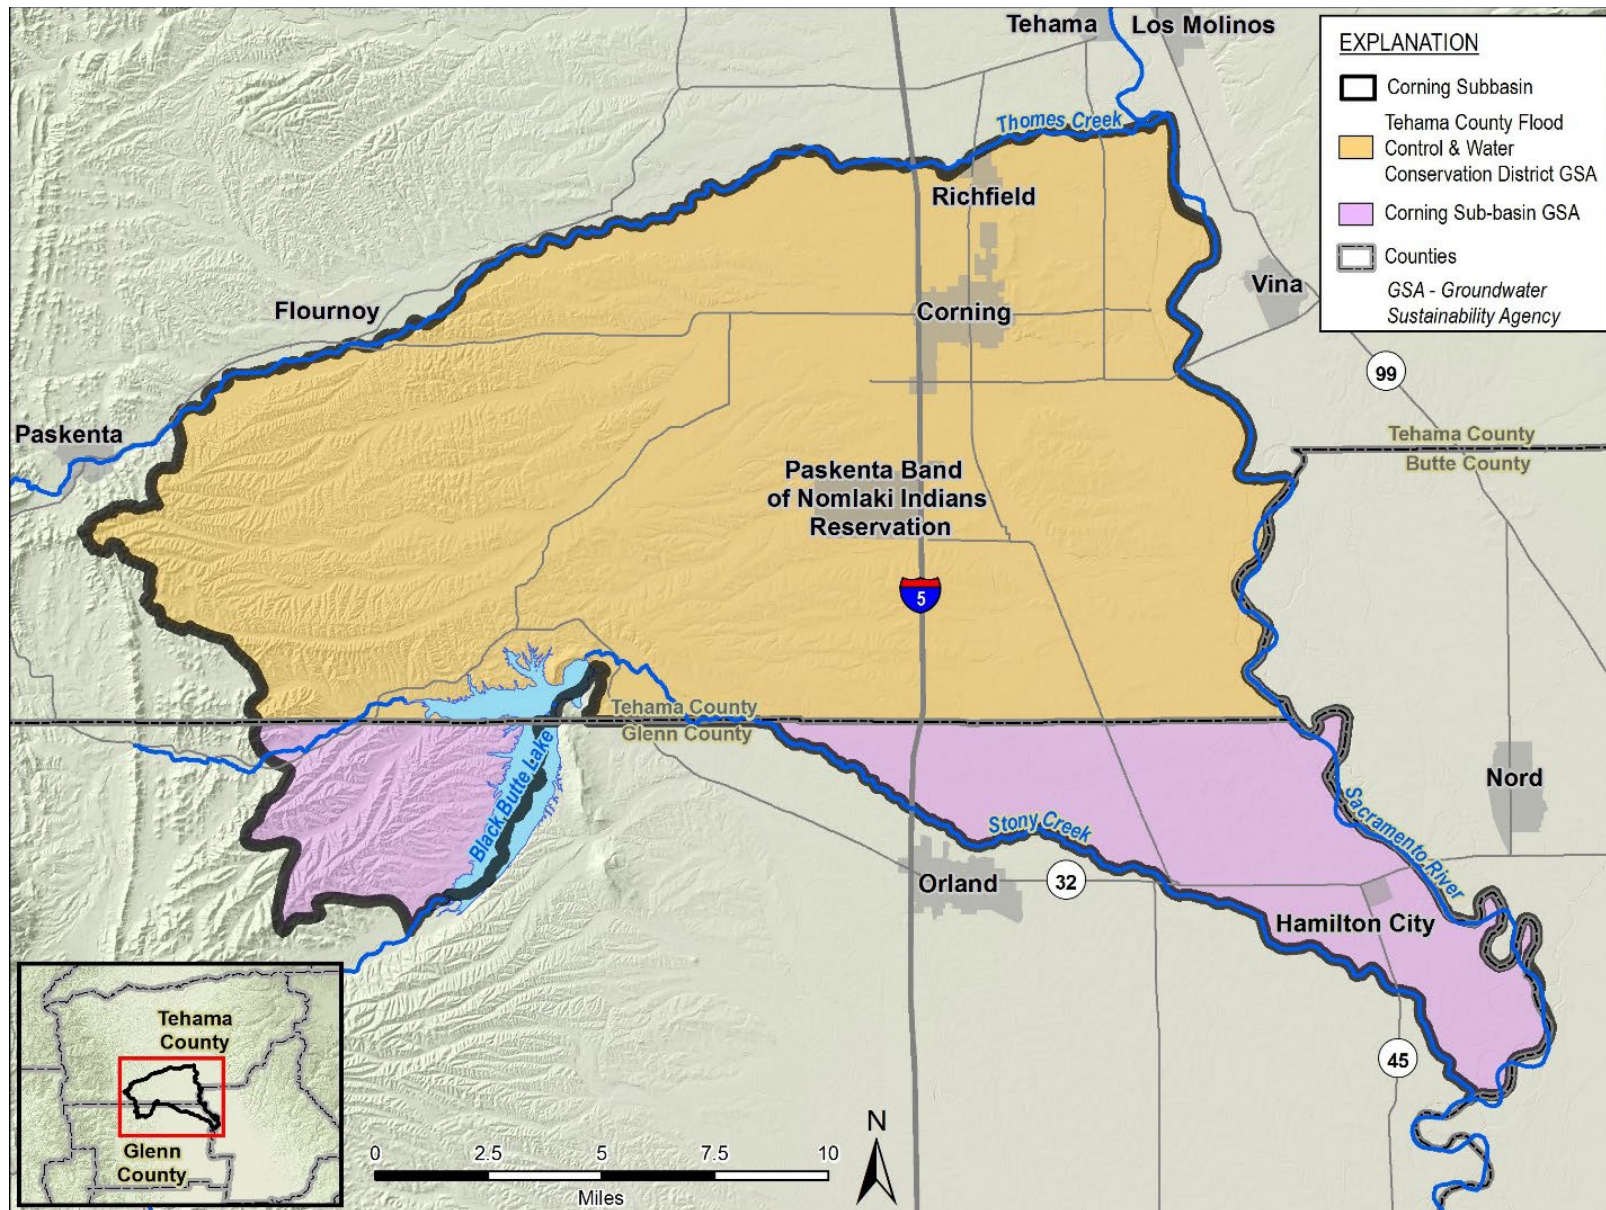 Tehama
Los Molinos
EXPLANATION
Corning Subbasin
Tehama County Flood
Control & Water
Conservation District GSA
Corning Sub-basin GSA
Counties
GSA - Groundwater
Sustainability Agency
Thomes Creek
Richfield
Vina
Flournoy
Corning
99
Paskenta
Tehama County
Butte County
Paskenta Band
of Nomlaki Indians
Reservation
5
Tehama County
Glenn County
Black Butte Lake
Nord
Sacramento River
Stony Creek
Orland
32
Hamilton City
45
Tehama
County
Glenn
County
N
0 2.5 5 7.5 10
Miles